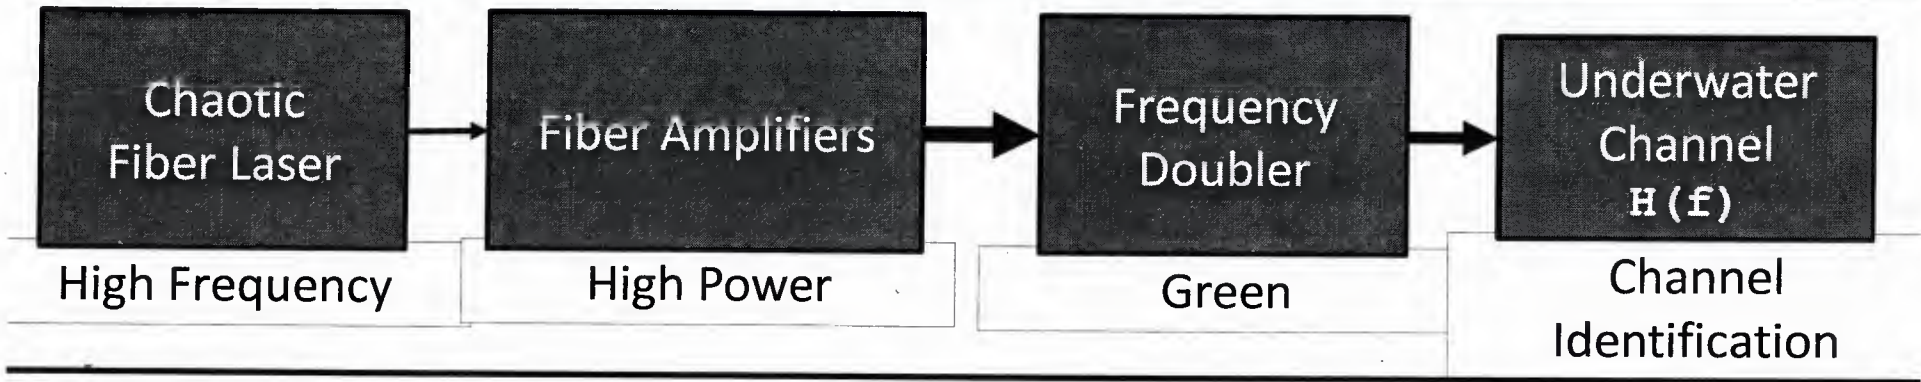 Chaotic
Fiber Laser
High Frequency
Fiber Amplifiers
High Power
Frequency
Doubler
Green
Underwater
Channel
H(f)
Channel
Identification